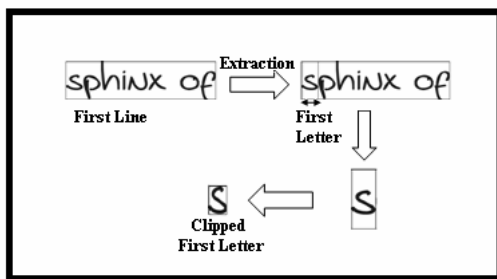 Extraction
sphinx of
sphinx of
First Line
First
Letter
s
s
Clipped
First Letter